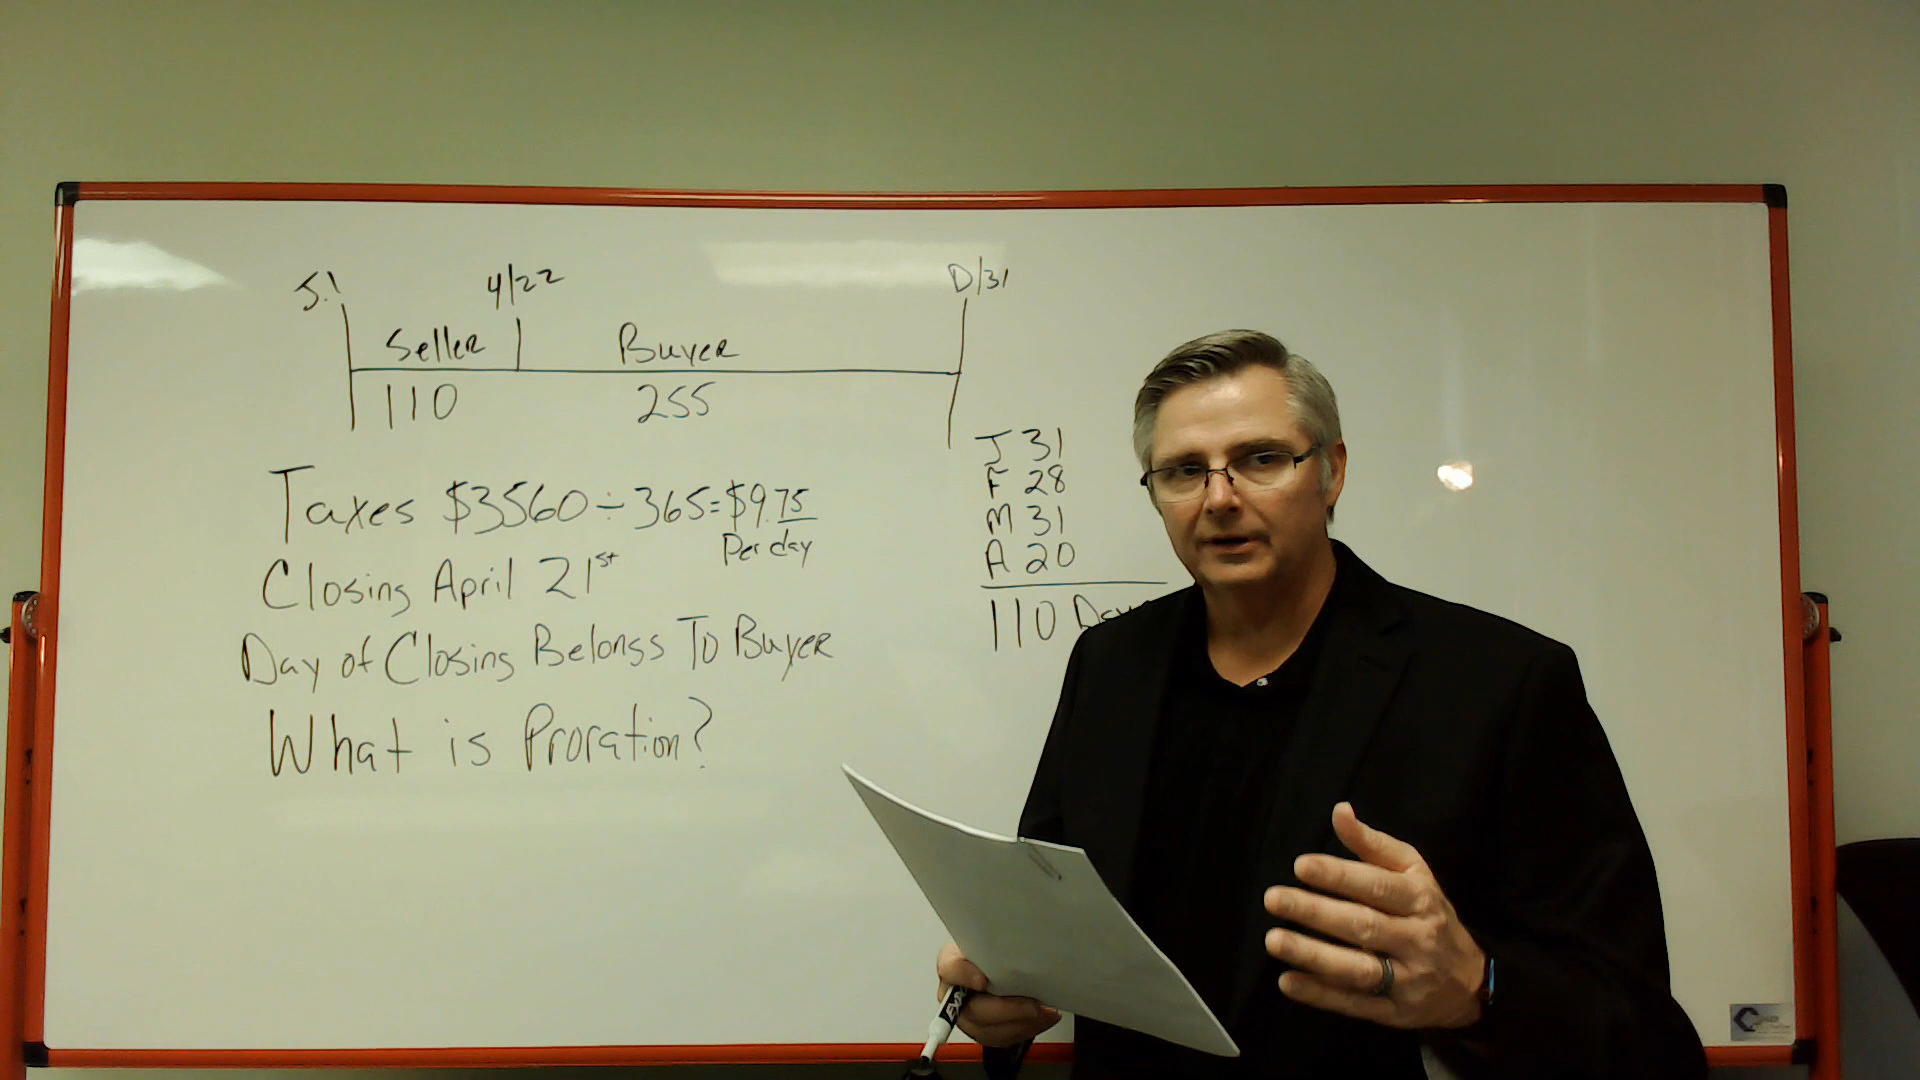 J.1 4/22 D/31
Seller Buyer
110 255
Taxes $3560 ÷ 365 = $9.75
Per day
Closing April 21st
Day of Closing Belongs To Buyer
What is Proration?
J 31
F 28
M 31
A 20
110
EXPO